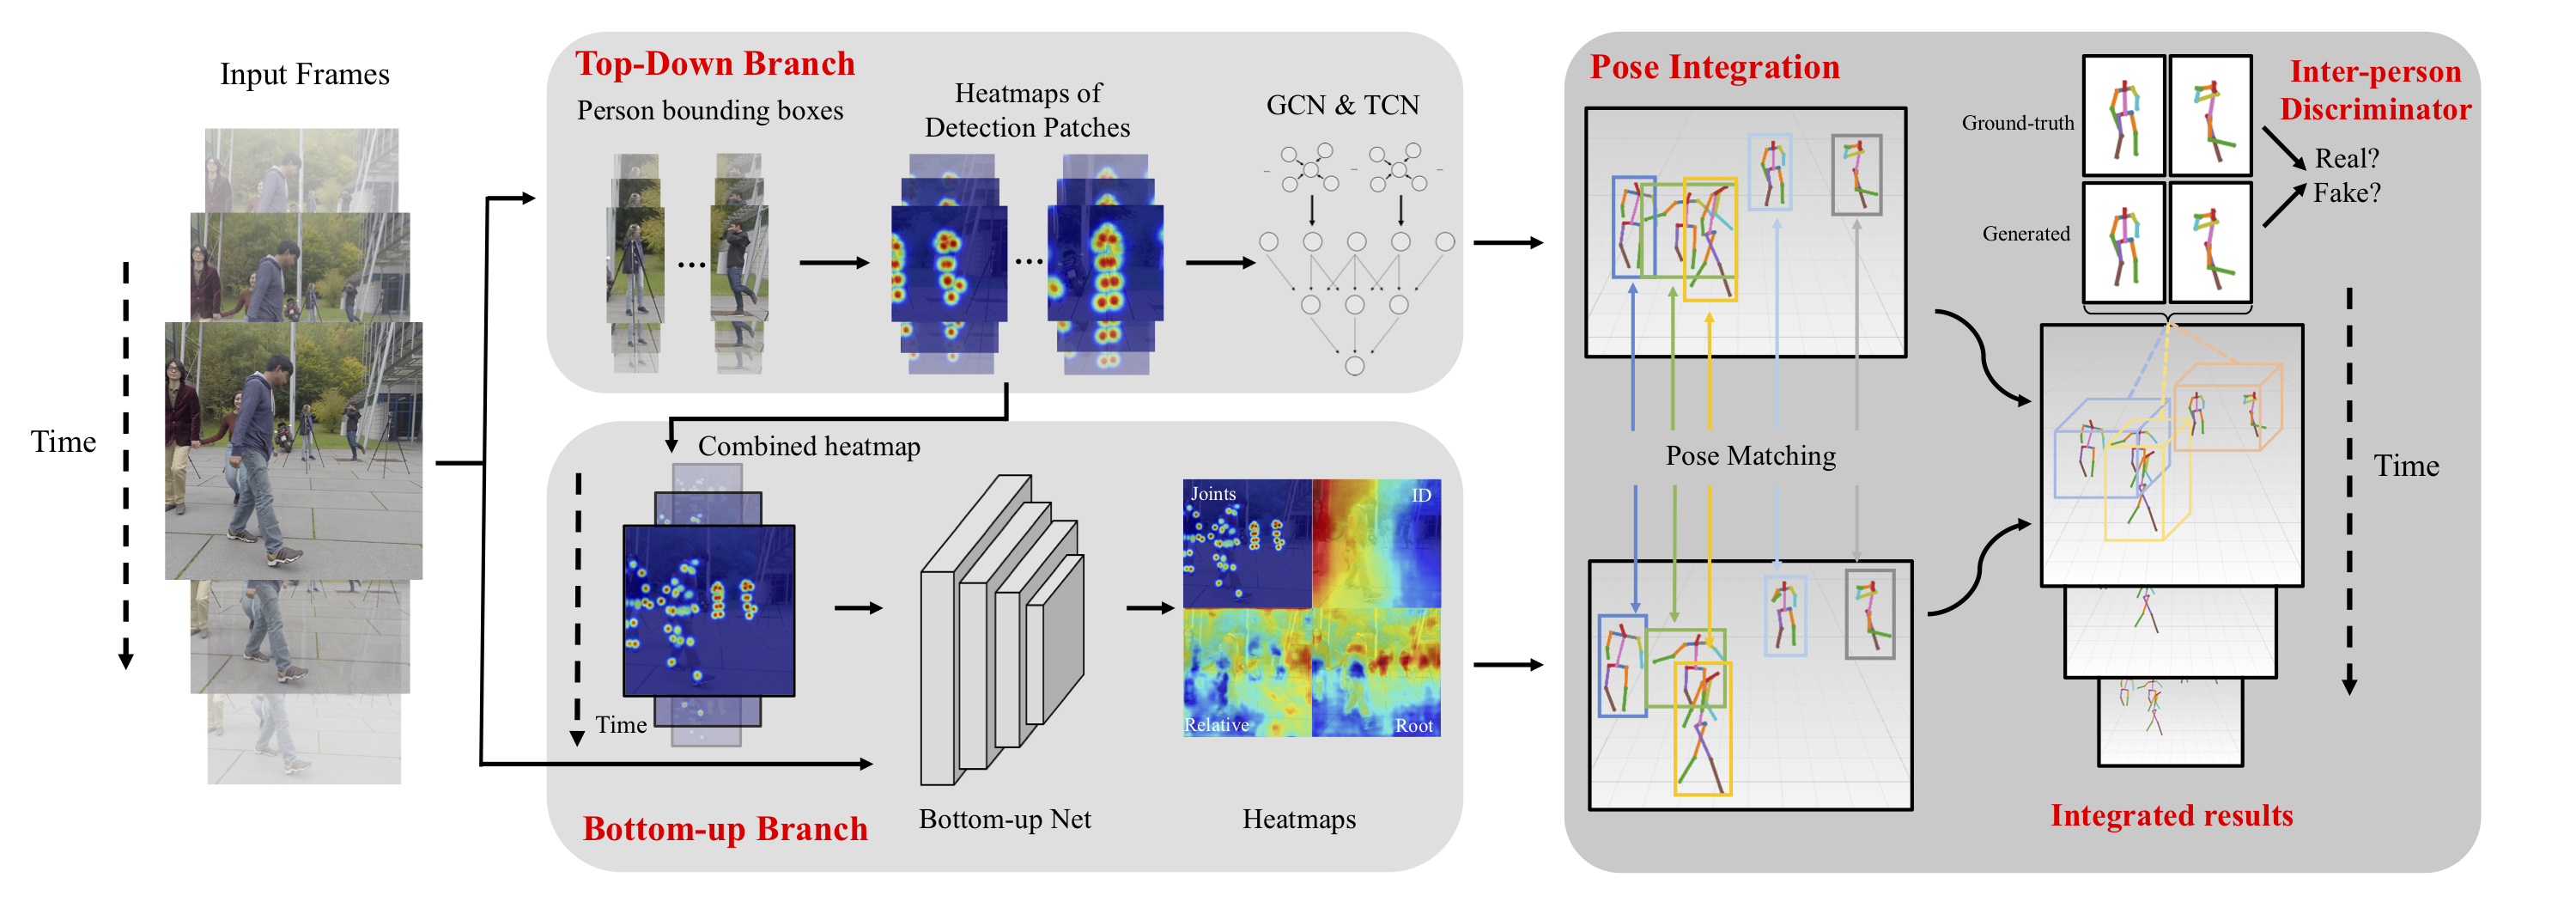 Input Frames
Time
Top-Down Branch
Person bounding boxes
Heatmaps of
Detection Patches
GCN & TCN
Combined heatmap
Time
Bottom-up Branch
Bottom-up Net
Joints
ID
Relative
Root
Heatmaps
Pose Integration
Pose Matching
Ground-truth
Generated
Inter-person
Discriminator
Real?
Fake?
Time
Integrated results